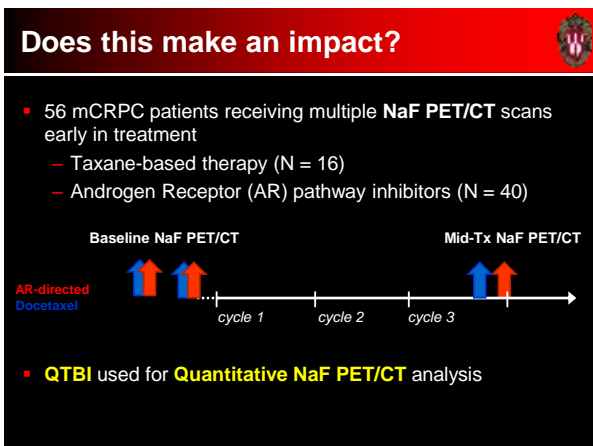 Does this make an impact?
▪ 56 mCRPC patients receiving multiple NaF PET/CT scans
early in treatment
– Taxane-based therapy (N = 16)
– Androgen Receptor (AR) pathway inhibitors (N = 40)
Baseline NaF PET/CT
Mid-Tx NaF PET/CT
AR-directed
Docetaxel
cycle 1
cycle 2
cycle 3
▪ QTBI used for Quantitative NaF PET/CT analysis